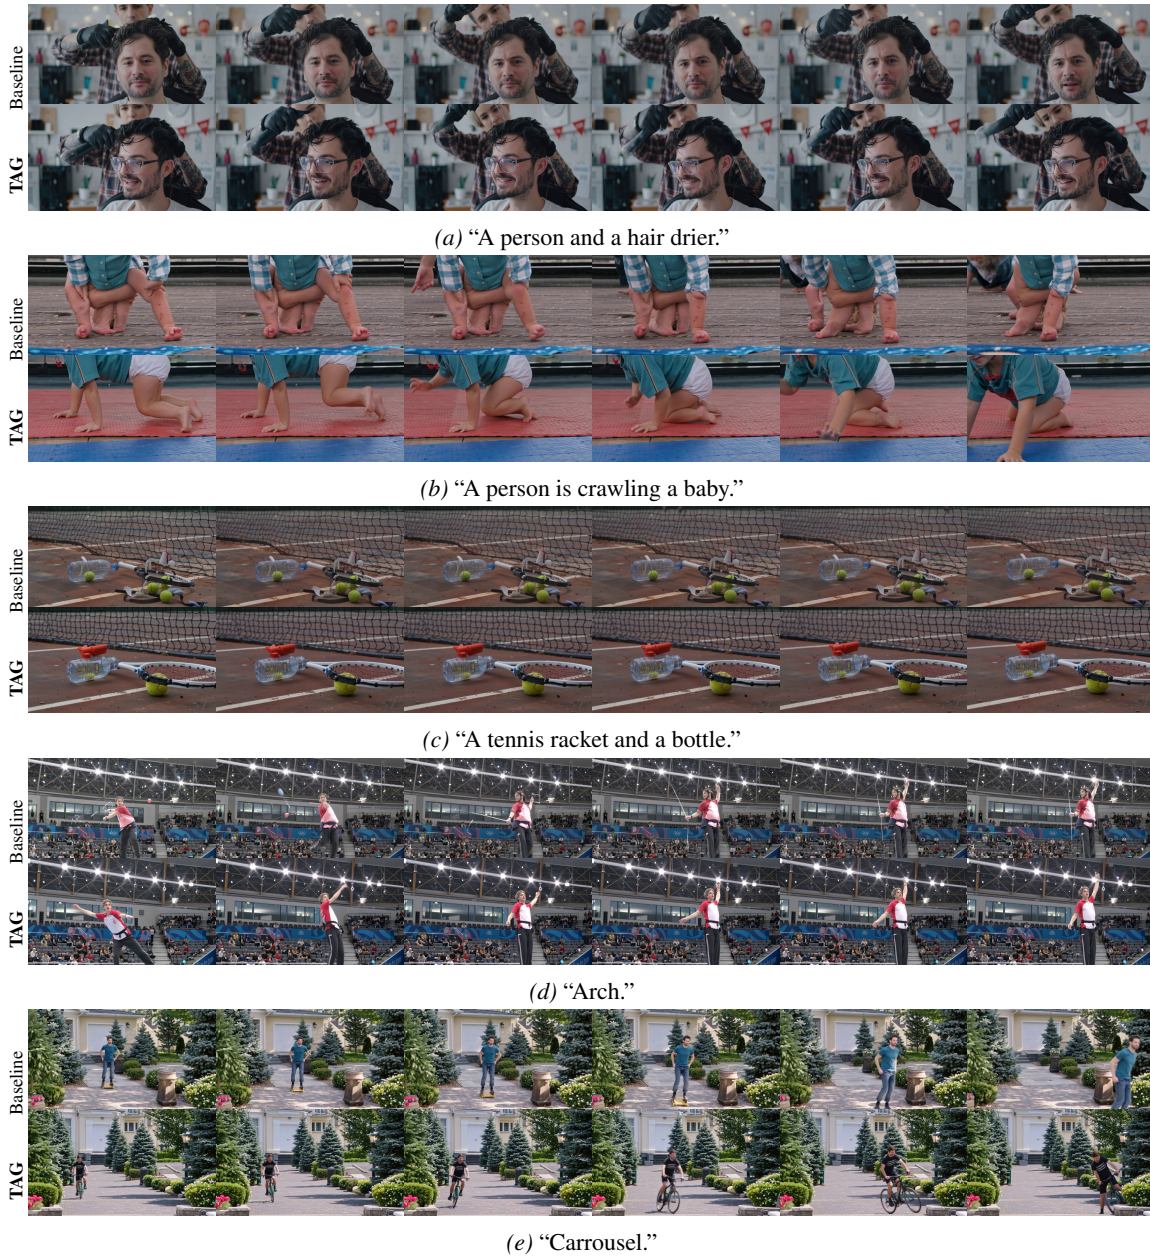 Baseline
TAG
(a) “A person and a hair drier.”
Baseline
TAG
(b) “A person is crawling a baby.”
Baseline
TAG
(c) “A tennis racket and a bottle.”
Baseline
TAG
(d) “Arch.”
Baseline
TAG
(e) “Carrousel.”